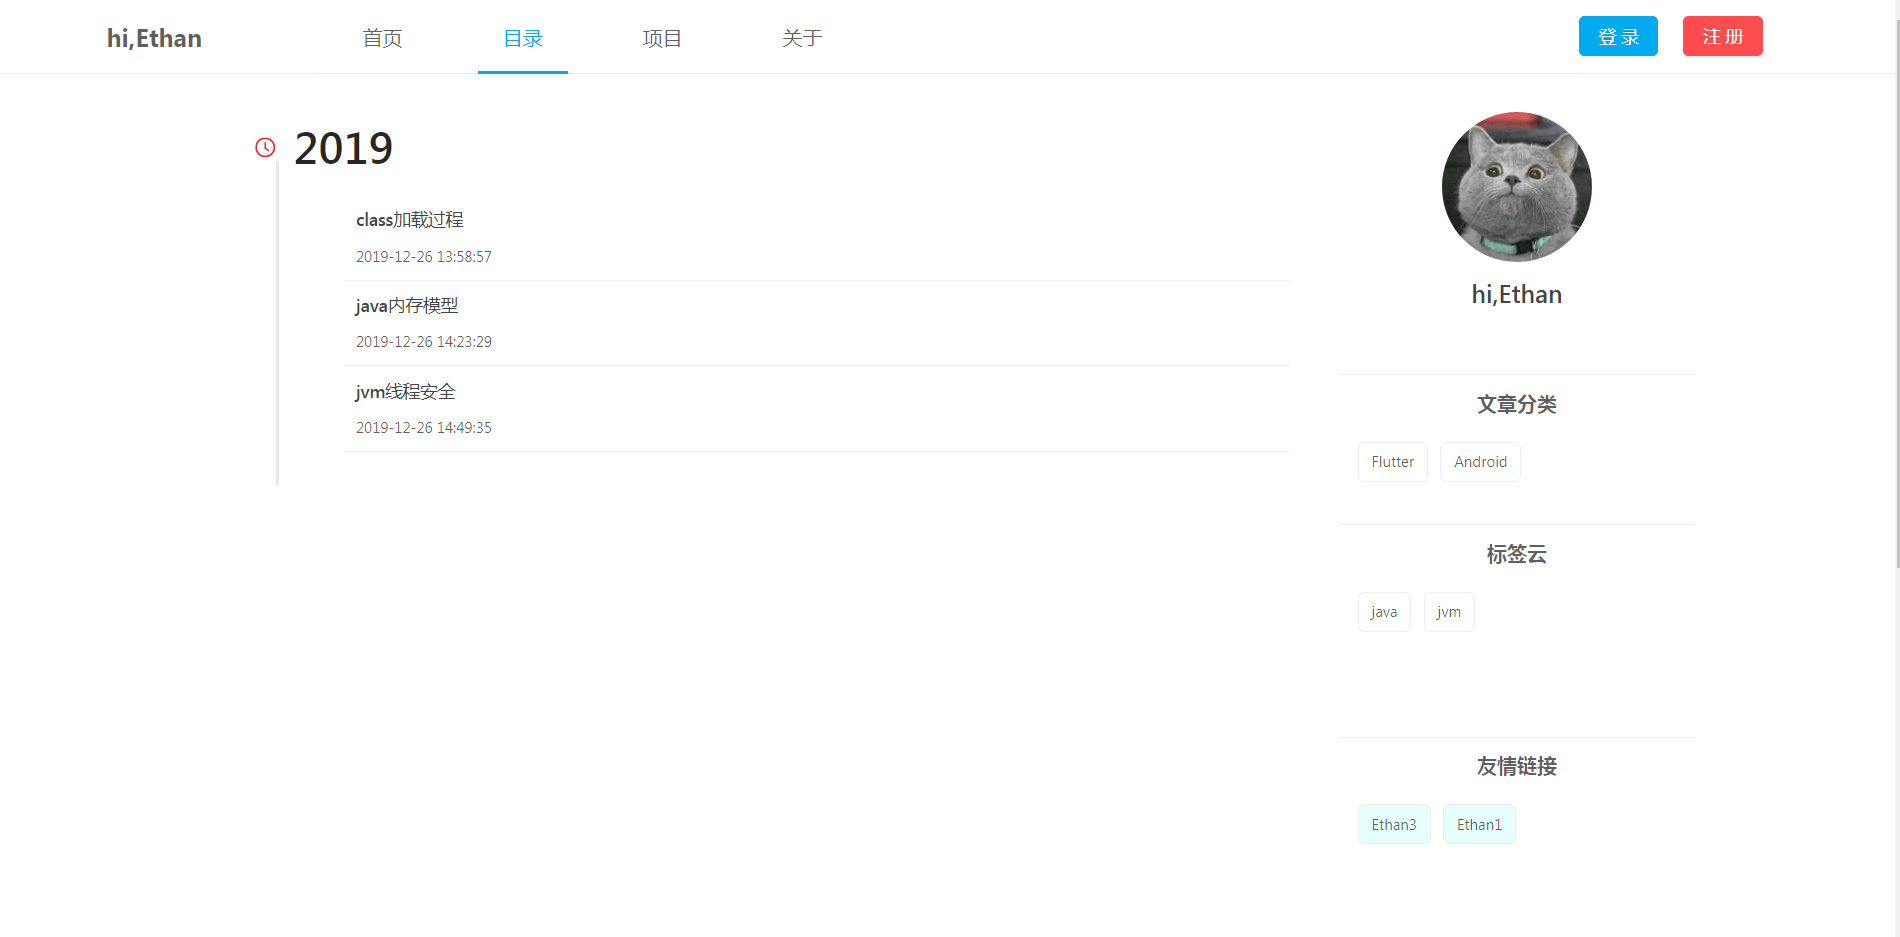 hi,Ethan 首页 目录 项目 关于 登录 注册
2019
class加载过程
2019-12-26 13:58:57
java内存模型
2019-12-26 14:23:29
jvm线程安全
2019-12-26 14:49:35
hi,Ethan
文章分类
Flutter Android
标签云
java jvm
友情链接
Ethan3 Ethan1